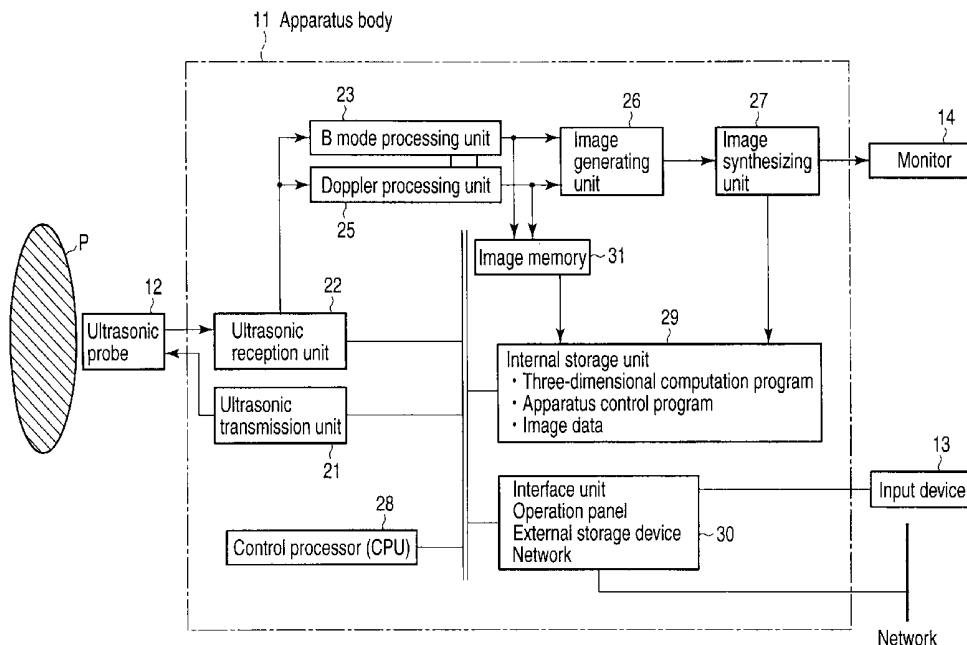 11 Apparatus body
23
B mode processing unit
Doppler processing unit
25
26
Image
generating
unit
27
Image
synthesizing
unit
14
Monitor
P
12
Ultrasonic
probe
22
Ultrasonic
reception unit
Ultrasonic
transmission unit
21
Image memory
31
29
Internal storage unit
・Three-dimensional computation program
・Apparatus control program
・Image data
28
Control processor (CPU)
Interface unit
Operation panel
External storage device
Network
30
13
Input device
Network